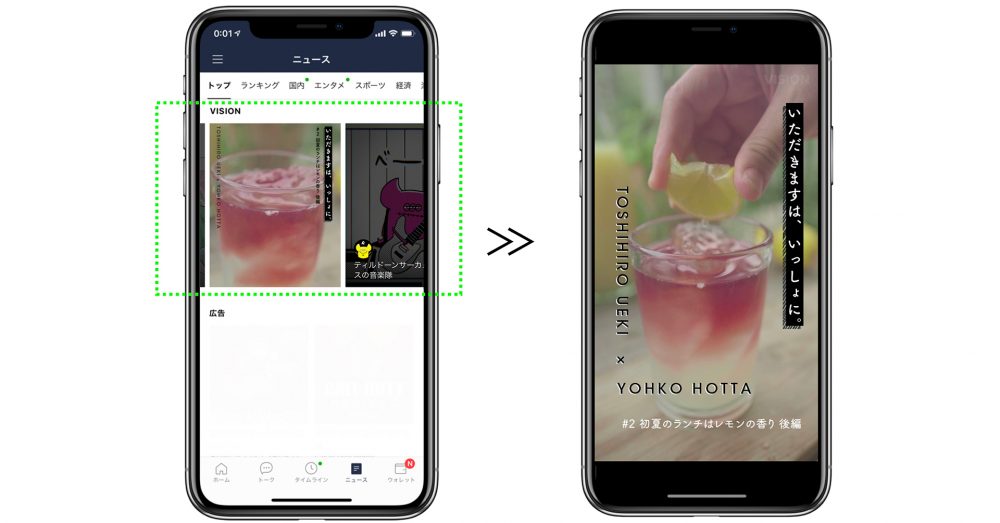 0:01
ニュース
トップ ランキング 国内 エンタメ スポーツ 経済
VISION
TOSHIHIRO UEKI × YOHKO HOTTA
#2 初夏のランチはレモンの香り 後編
いただきますは、いっしょに。
ベー
ティルドーンサーカ
スの音楽隊
広告
ホーム トーク タイムライン ニュース ウォレット
N
VISION
いただきますは、いっしょに。
TOSHIHIRO UEKI
×
YOHKO HOTTA
#2 初夏のランチはレモンの香り 後編